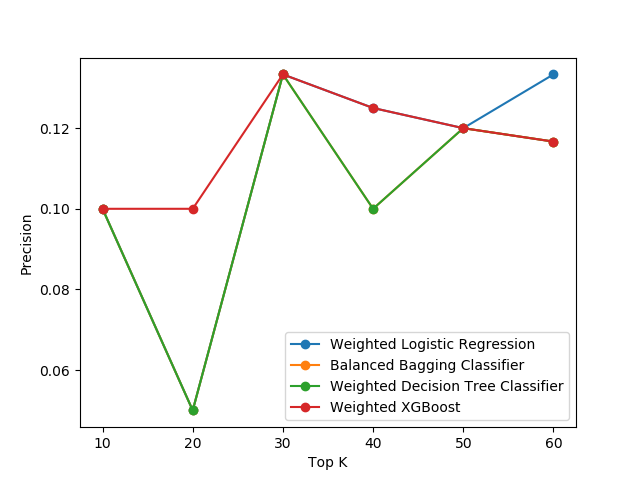 0.12
0.10
0.08
0.06
Precision
10 20 30 40 50 60
Top K
Weighted Logistic Regression
Balanced Bagging Classifier
Weighted Decision Tree Classifier
Weighted XGBoost